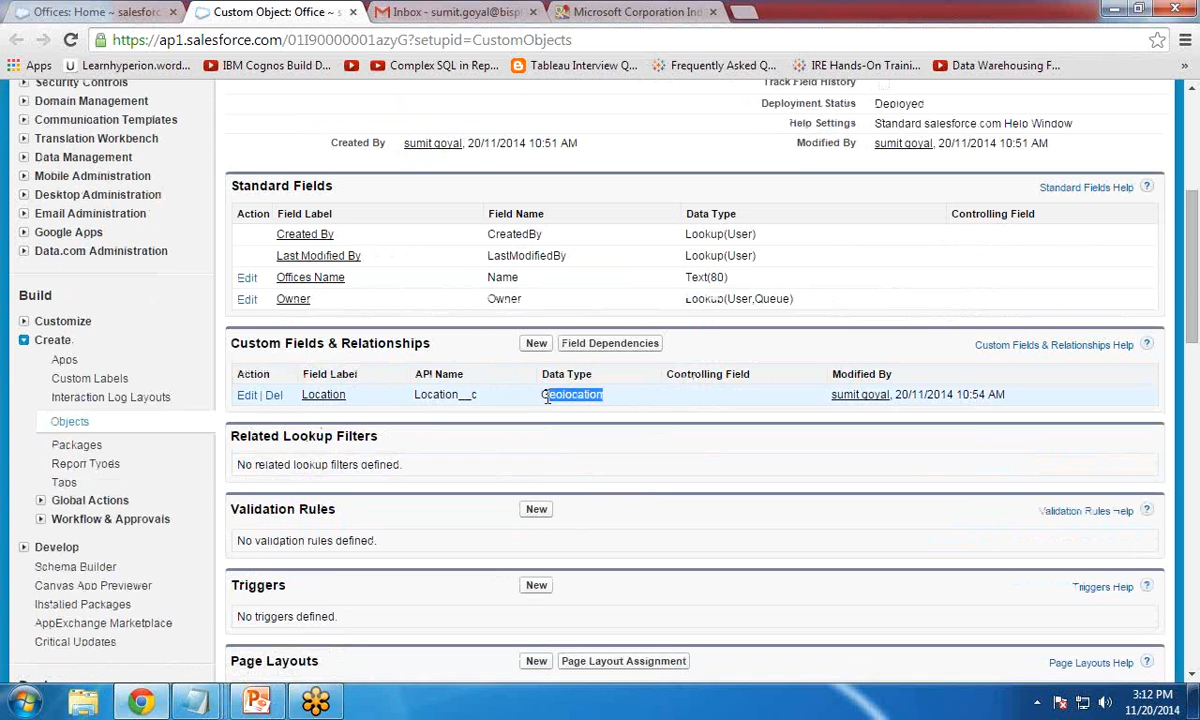 Offices: Home ~ salesforc
Custom Object: Office ~ s
Inbox - sumit.goyal@bisp
Microsoft Corporation Ind
https://ap1.salesforce.com/01I90000001azyG?setupid=CustomObjects
Apps
Learnhyperion.word...
IBM Cognos Build D...
Complex SQL in Rep...
Tableau Interview Q...
Frequently Asked Q...
IRE Hands-On Traini...
Data Warehousing F...
»
Security Controls
Domain Management
Communication Templates
Translation Workbench
Data Management
Mobile Administration
Desktop Administration
Email Administration
Google Apps
Data.com Administration
Build
Customize
Create
Apps
Custom Labels
Interaction Log Layouts
Objects
Packages
Report Types
Tabs
Global Actions
Workflow & Approvals
Develop
Schema Builder
Canvas App Previewer
Installed Packages
AppExchange Marketplace
Critical Updates
Track Field History
Deployment Status Deployed
Help Settings Standard salesforce.com Help Window
Created By sumit goyal, 20/11/2014 10:51 AM Modified By sumit goyal, 20/11/2014 10:51 AM
Standard Fields Standard Fields Help ?
Action Field Label Field Name Data Type Controlling Field
Created By CreatedBy Lookup(User)
Last Modified By LastModifiedBy Lookup(User)
Edit Offices Name Name Text(80)
Edit Owner Owner Lookup(User,Queue)
Custom Fields & Relationships New Field Dependencies Custom Fields & Relationships Help ?
Action Field Label API Name Data Type Controlling Field Modified By
Edit | Del Location Location__c Geolocation sumit goyal, 20/11/2014 10:54 AM
Related Lookup Filters
No related lookup filters defined.
Validation Rules New Validation Rules Help ?
No validation rules defined.
Triggers New Triggers Help ?
No triggers defined.
Page Layouts New Page Layout Assignment Page Layouts Help ?
3:12 PM
11/20/2014